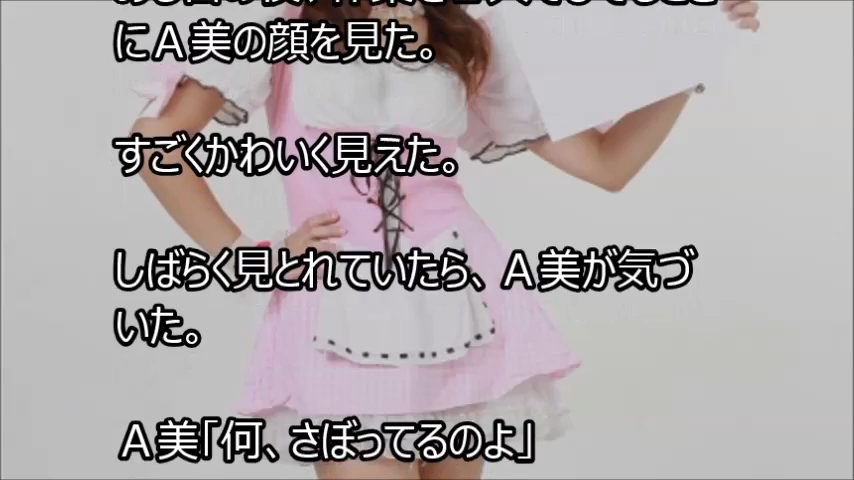 にA美の顔を見た。
すごくかわいく見えた。
しばらく見とれていたら、A美が気づ
いた。
A美「何、さぼってるのよ」